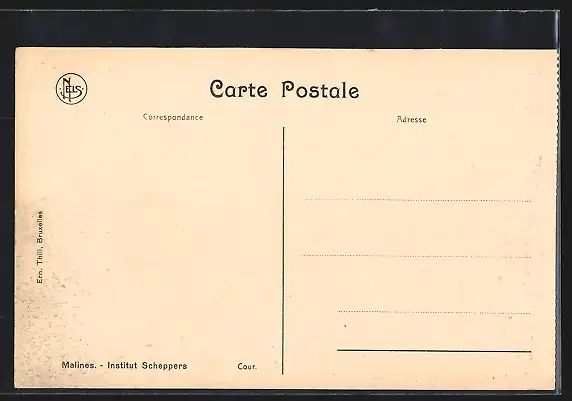 NELS
Carte Postale
Correspondance
Adresse
Ern. Thill, Bruxelles
Malines. - Institut Scheppers
Cour.